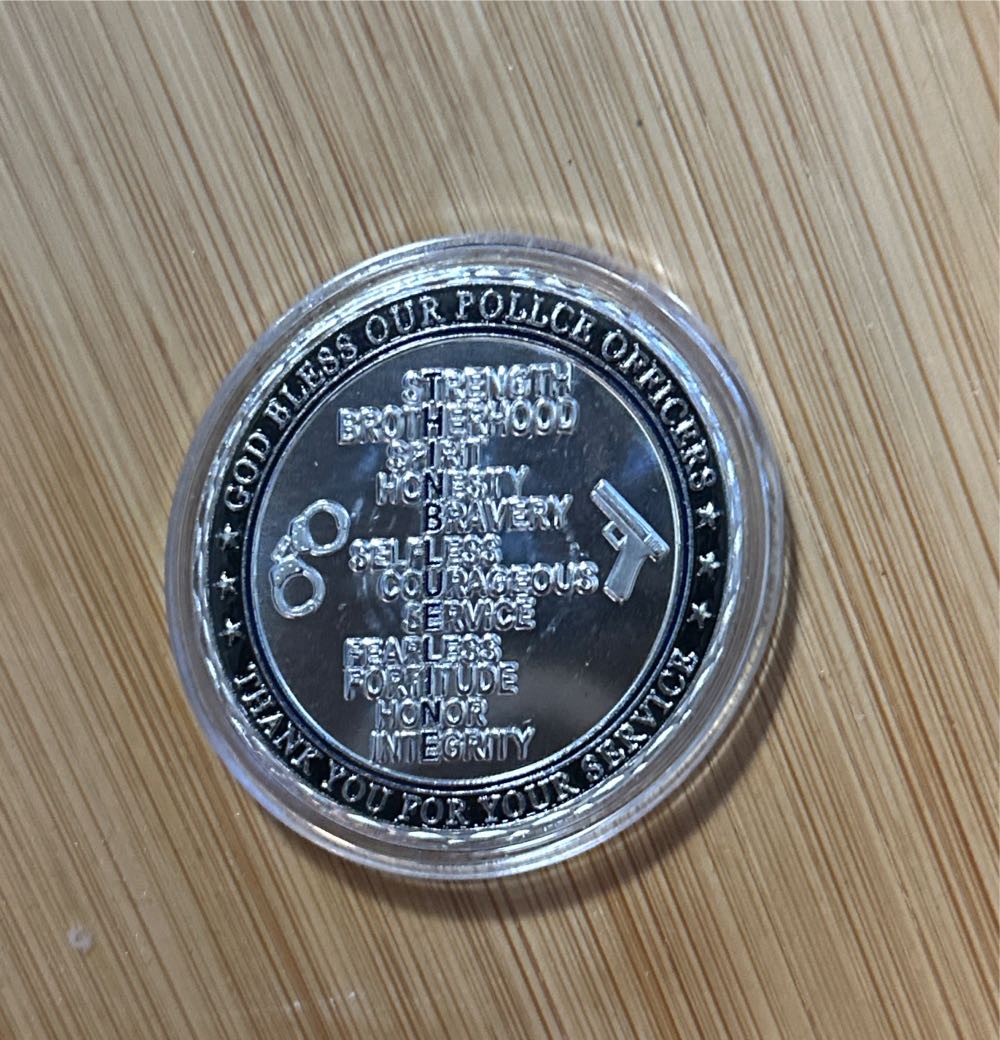 GOD BLESS OUR POLLCE OFFICERS
STRENGTH
BROTHERHOOD
SPIRIT
HONESTY
BRAVERY
SELFLESS
COURAGEOUS
SERVICE
FEARLESS
FORTITUDE
HONOR
INTEGRITY
THANK YOU FOR YOUR SERVICE